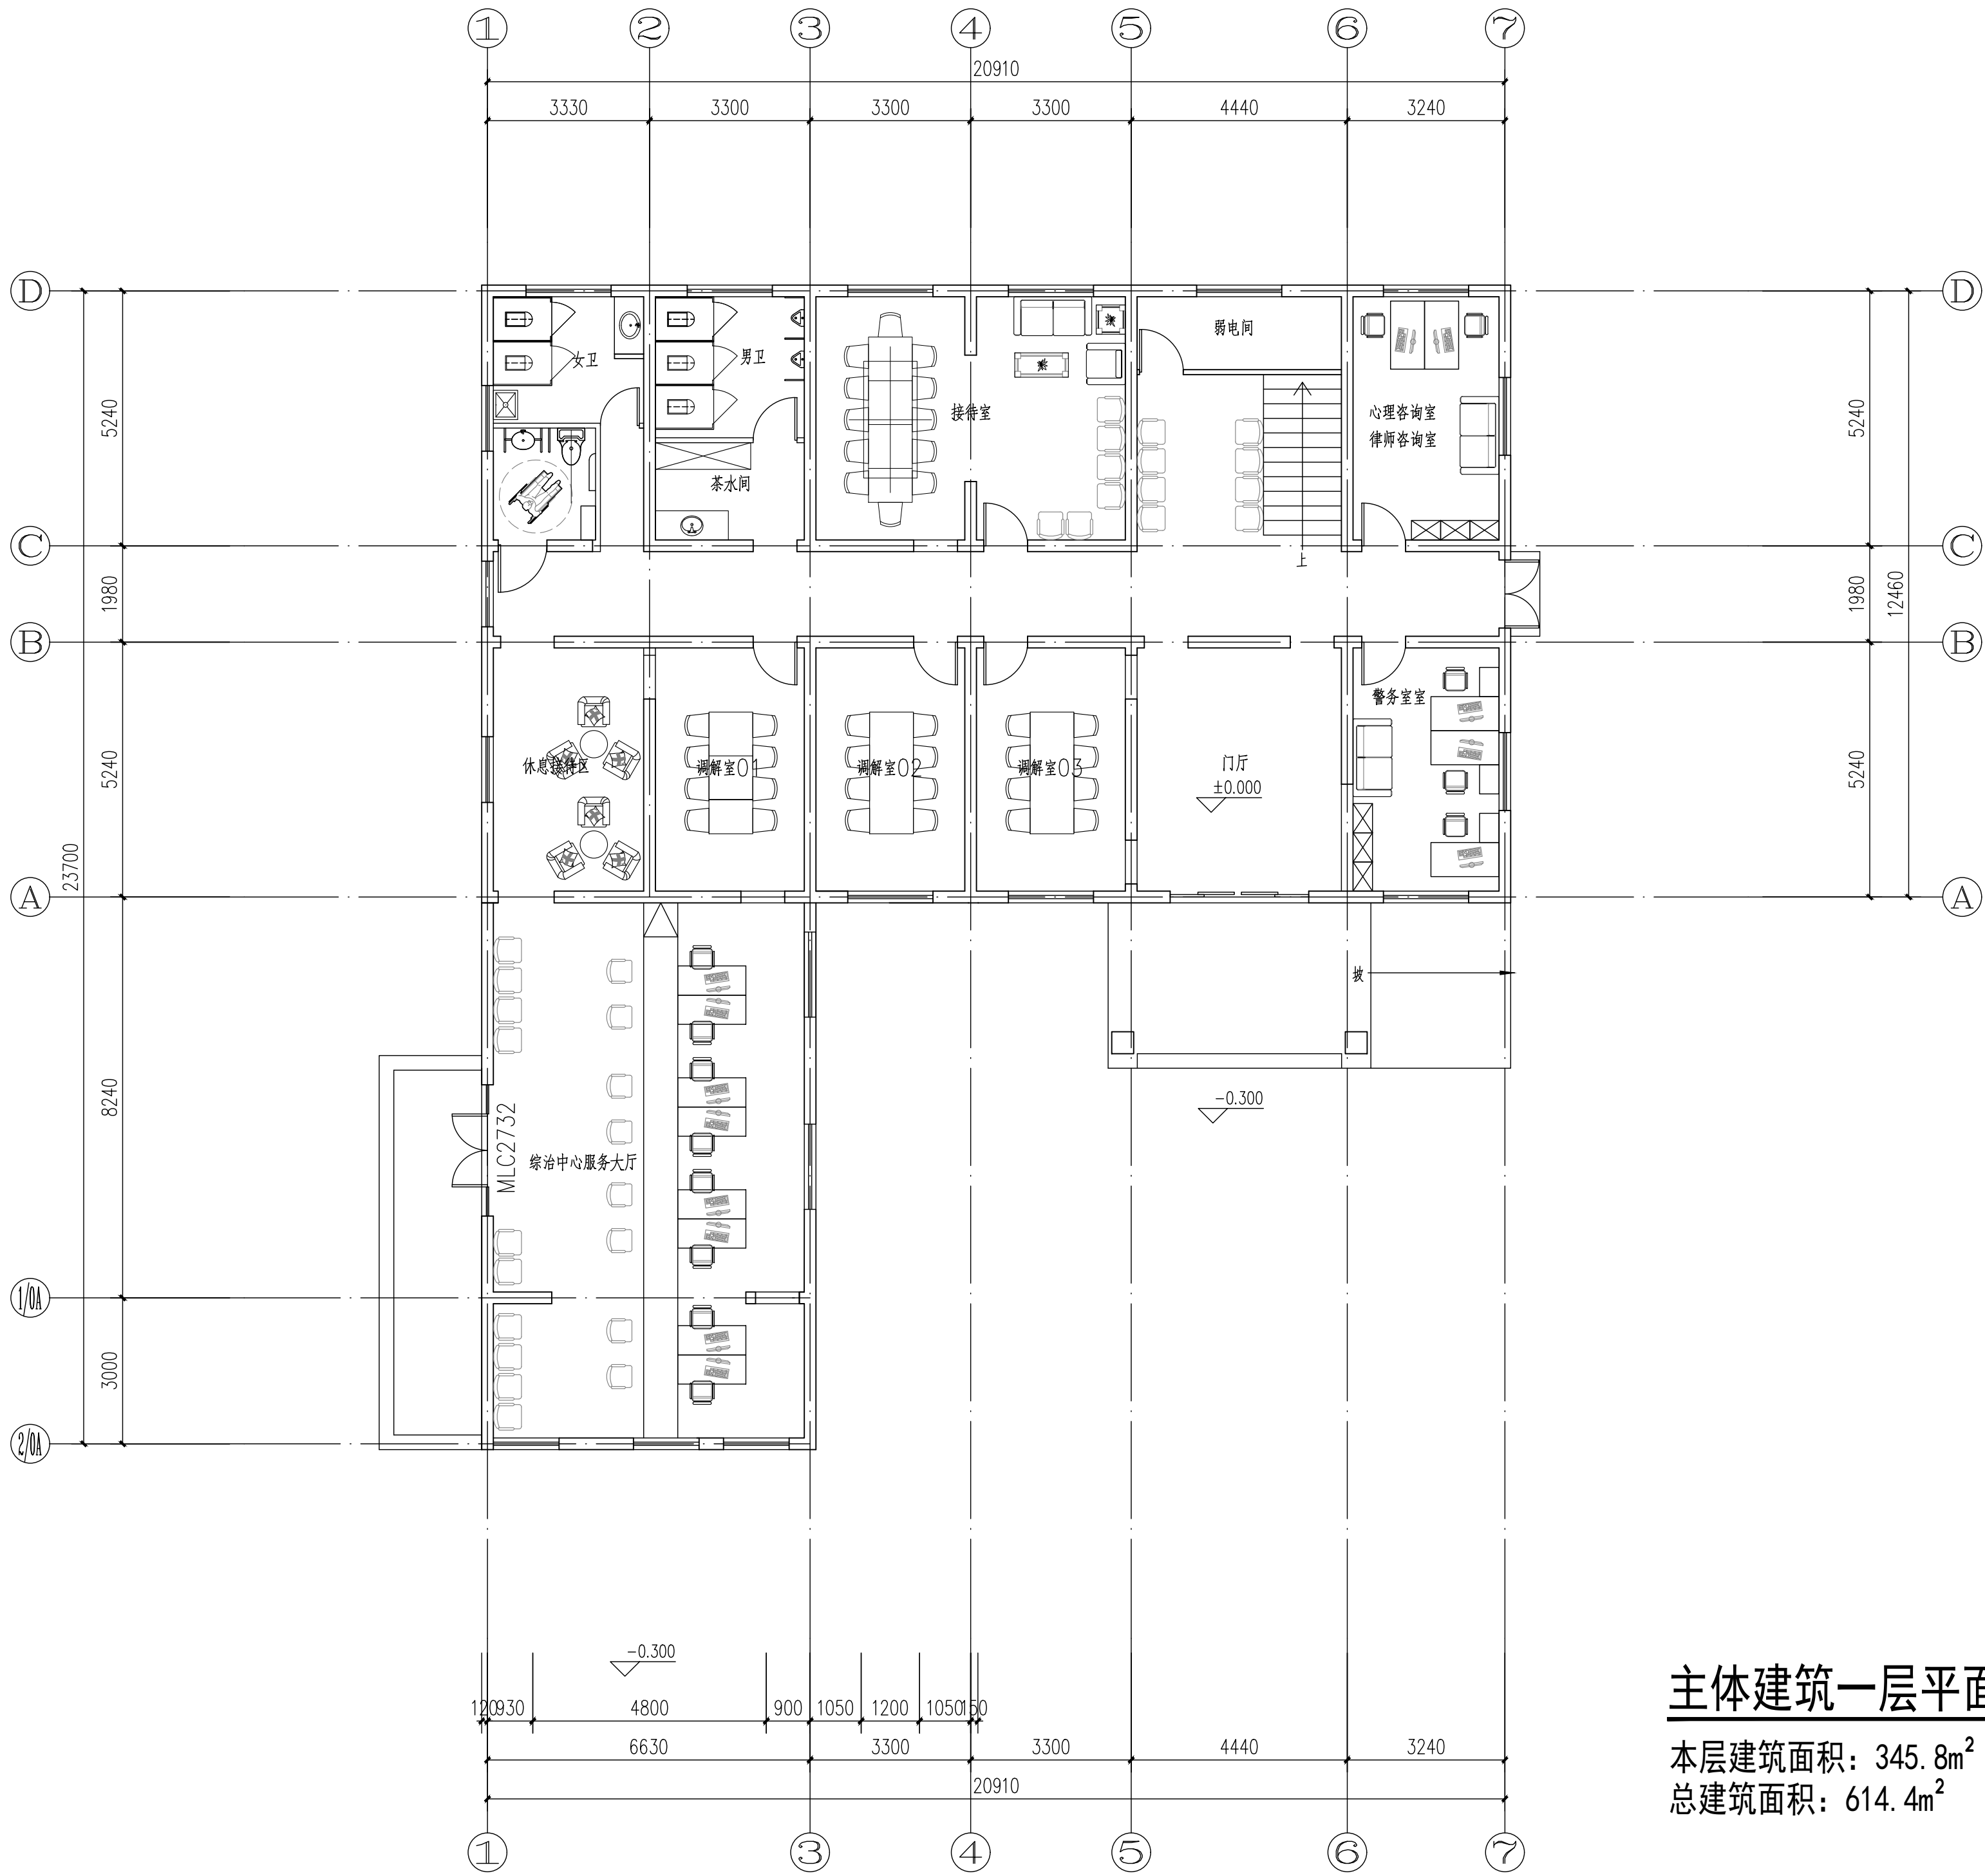 1 2 3 4 5 6 7
20910
3330 3300 3300 3300 4440 3240
D D
弱电间
女卫 男卫
接待室 心理咨询室
律师咨询室
5240 5240
茶水间
C C
上
1980 1980 12460
B B
警务室室
休息接待区 调解室01 调解室02 调解室03 门厅
±0.000
5240 5240
23700
A A
坡
8240
-0.300
MLC2732
综治中心服务大厅
1/0A
3000
2/0A
-0.300
120 930 4800 900 1050 1200 1050 150
6630 3300 3300 4440 3240
20910
1 3 4 5 6 7
主体建筑一层平面
本层建筑面积：345.8m²
总建筑面积：614.4m²